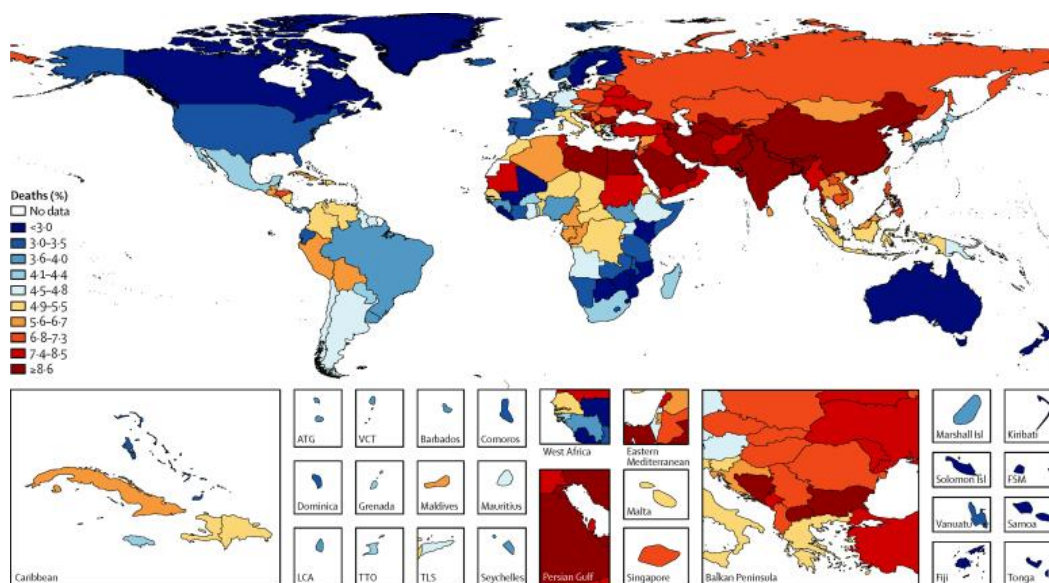 Deaths (%)
No data
<3·0
3·0–3·5
3·6–4·0
4·1–4·4
4·5–4·8
4·9–5·5
5·6–6·7
6·8–7·3
7·4–8·5
≥8·6
Caribbean
ATG
VCT
Barbados
Comoros
Dominica
Grenada
Maldives
Mauritius
LCA
TTO
TLS
Seychelles
West Africa
Eastern
Mediterranean
Persian Gulf
Malta
Singapore
Balkan Peninsula
Marshall Isl
Kiribati
Solomon Isl
FSM
Vanuatu
Samoa
Fiji
Tonga